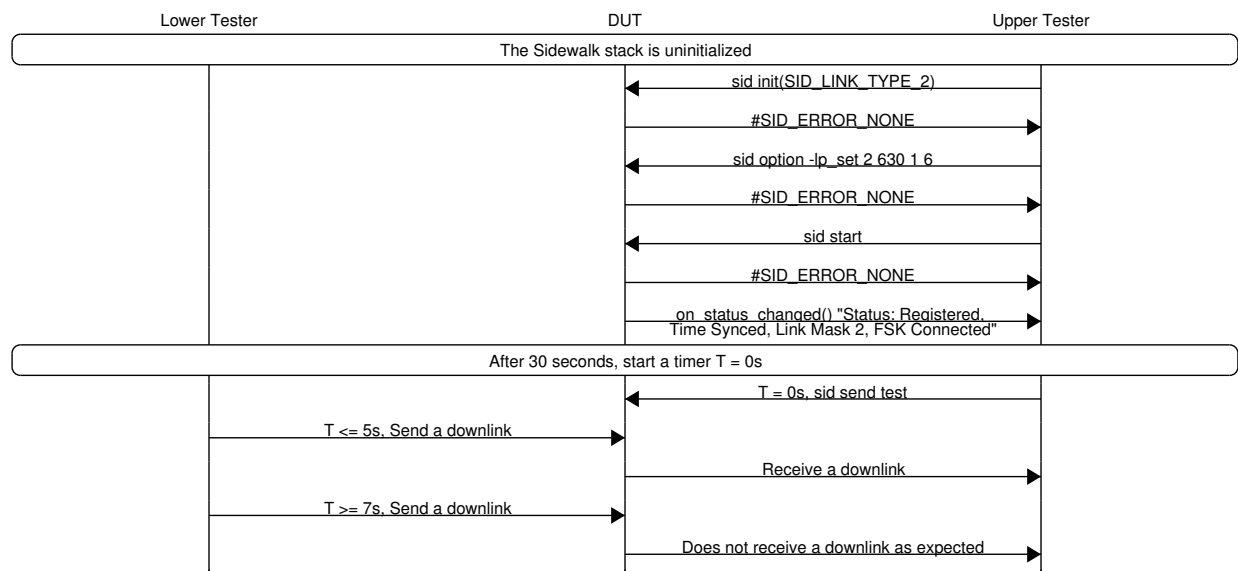 Lower Tester DUT Upper Tester
The Sidewalk stack is uninitialized
sid init(SID_LINK_TYPE_2)
#SID_ERROR_NONE
sid option -lp_set 2 630 1 6
#SID_ERROR_NONE
sid start
#SID_ERROR_NONE
on_status_changed() "Status: Registered,
Time Synced, Link Mask 2, FSK Connected"
After 30 seconds, start a timer T = 0s
T = 0s, sid send test
T <= 5s, Send a downlink
Receive a downlink
T >= 7s, Send a downlink
Does not receive a downlink as expected